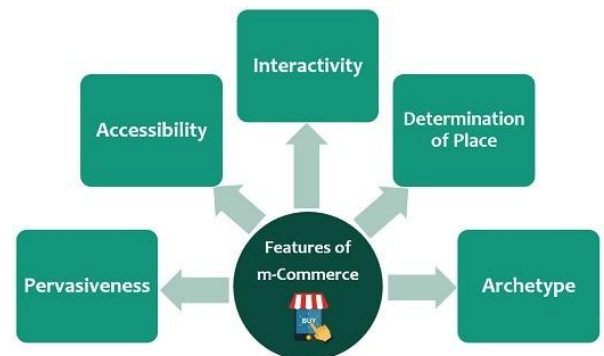 Interactivity
Accessibility
Determination
of Place
Pervasiveness
Features of
m-Commerce
BUY
Archetype